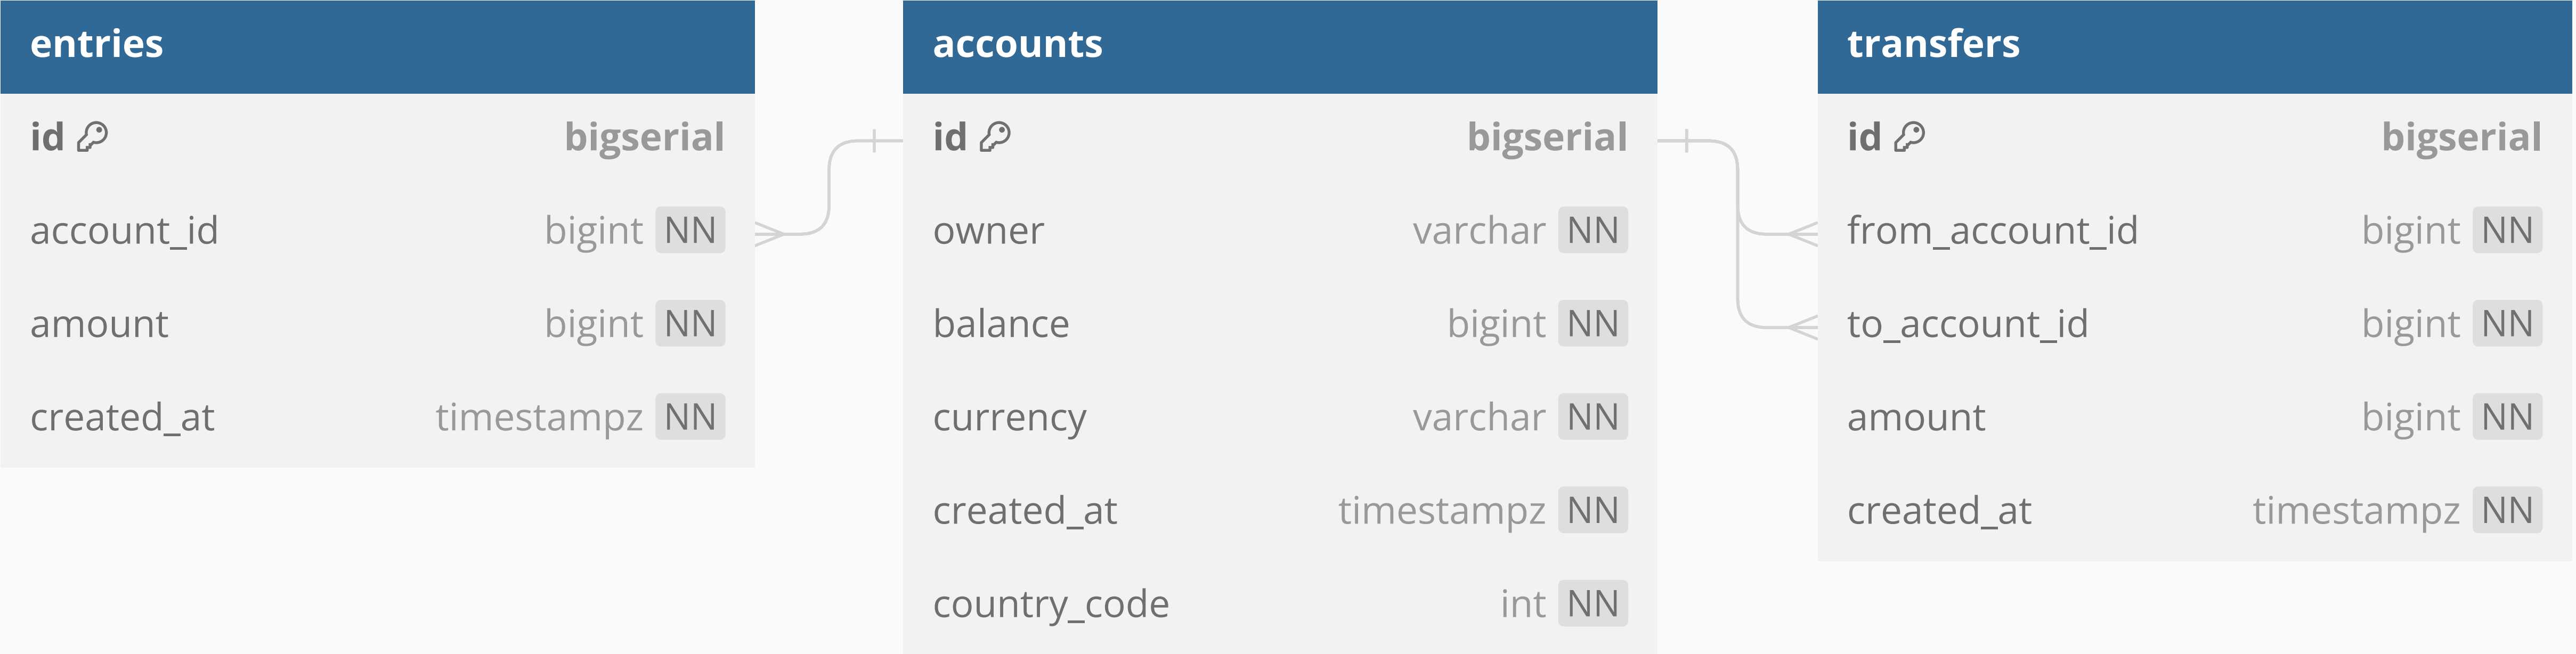 entries
id bigserial
account_id bigint NN
amount bigint NN
created_at timestampz NN
accounts
id bigserial
owner varchar NN
balance bigint NN
currency varchar NN
created_at timestampz NN
country_code int NN
transfers
id bigserial
from_account_id bigint NN
to_account_id bigint NN
amount bigint NN
created_at timestampz NN